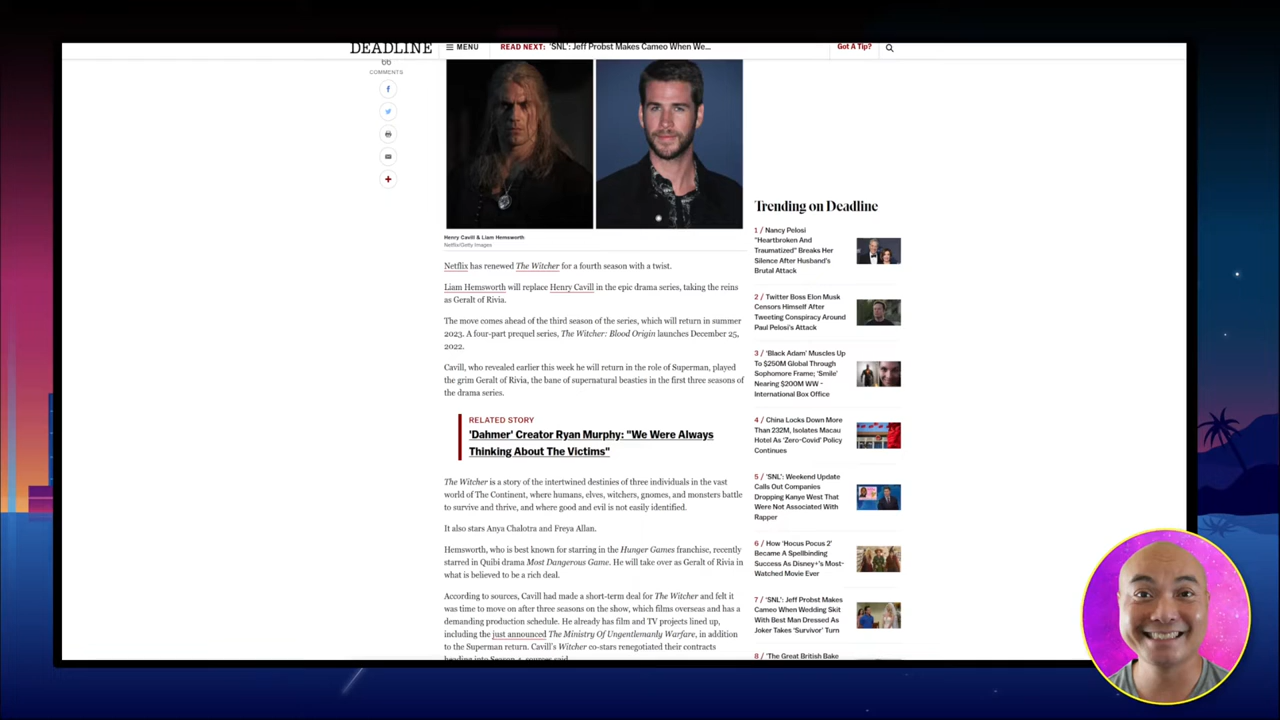 DEADLINE
MENU
READ NEXT: 'SNL': Jeff Probst Makes Cameo When We...
Got A Tip?
66
COMMENTS
Henry Cavill & Liam Hemsworth
Netflix/Getty Images
Netflix has renewed The Witcher for a fourth season with a twist.
Liam Hemsworth will replace Henry Cavill in the epic drama series, taking the reins
as Geralt of Rivia.
The move comes ahead of the third season of the series, which will return in summer
2023. A four-part prequel series, The Witcher: Blood Origin launches December 25,
2022.
Cavill, who revealed earlier this week he will return in the role of Superman, played
the grim Geralt of Rivia, the bane of supernatural beasties in the first three seasons of
the drama series.
RELATED STORY
'Dahmer' Creator Ryan Murphy: "We Were Always
Thinking About The Victims"
The Witcher is a story of the intertwined destinies of three individuals in the vast
world of The Continent, where humans, elves, witchers, gnomes, and monsters battle
to survive and thrive, and where good and evil is not easily identified.
It also stars Anya Chalotra and Freya Allan.
Hemsworth, who is best known for starring in the Hunger Games franchise, recently
starred in Quibi drama Most Dangerous Game. He will take over as Geralt of Rivia in
what is believed to be a rich deal.
According to sources, Cavill had made a short-term deal for The Witcher and felt it
was time to move on after three seasons on the show, which films overseas and has a
demanding production schedule. He already has film and TV projects lined up,
including the just announced The Ministry Of Ungentlemanly Warfare, in addition
to the Superman return. Cavill's Witcher co-stars renegotiated their contracts
heading into Season 4, sources said.
Trending on Deadline
1 / Nancy Pelosi
"Heartbroken And
Traumatized" Breaks Her
Silence After Husband's
Brutal Attack
2 / Twitter Boss Elon Musk
Censors Himself After
Tweeting Conspiracy Around
Paul Pelosi's Attack
3 / 'Black Adam' Muscles Up
To $250M Global Through
Sophomore Frame; 'Smile'
Nearing $200M WW -
International Box Office
4 / China Locks Down More
Than 232M, Isolates Macau
Hotel As 'Zero-Covid' Policy
Continues
5 / 'SNL': Weekend Update
Calls Out Companies
Dropping Kanye West That
Were Not Associated With
Rapper
6 / How 'Hocus Pocus 2'
Became A Spellbinding
Success As Disney+'s Most-
Watched Movie Ever
7 / 'SNL': Jeff Probst Makes
Cameo When Wedding Skit
With Best Man Dressed As
Joker Takes 'Survivor' Turn
8 / 'The Great British Bake